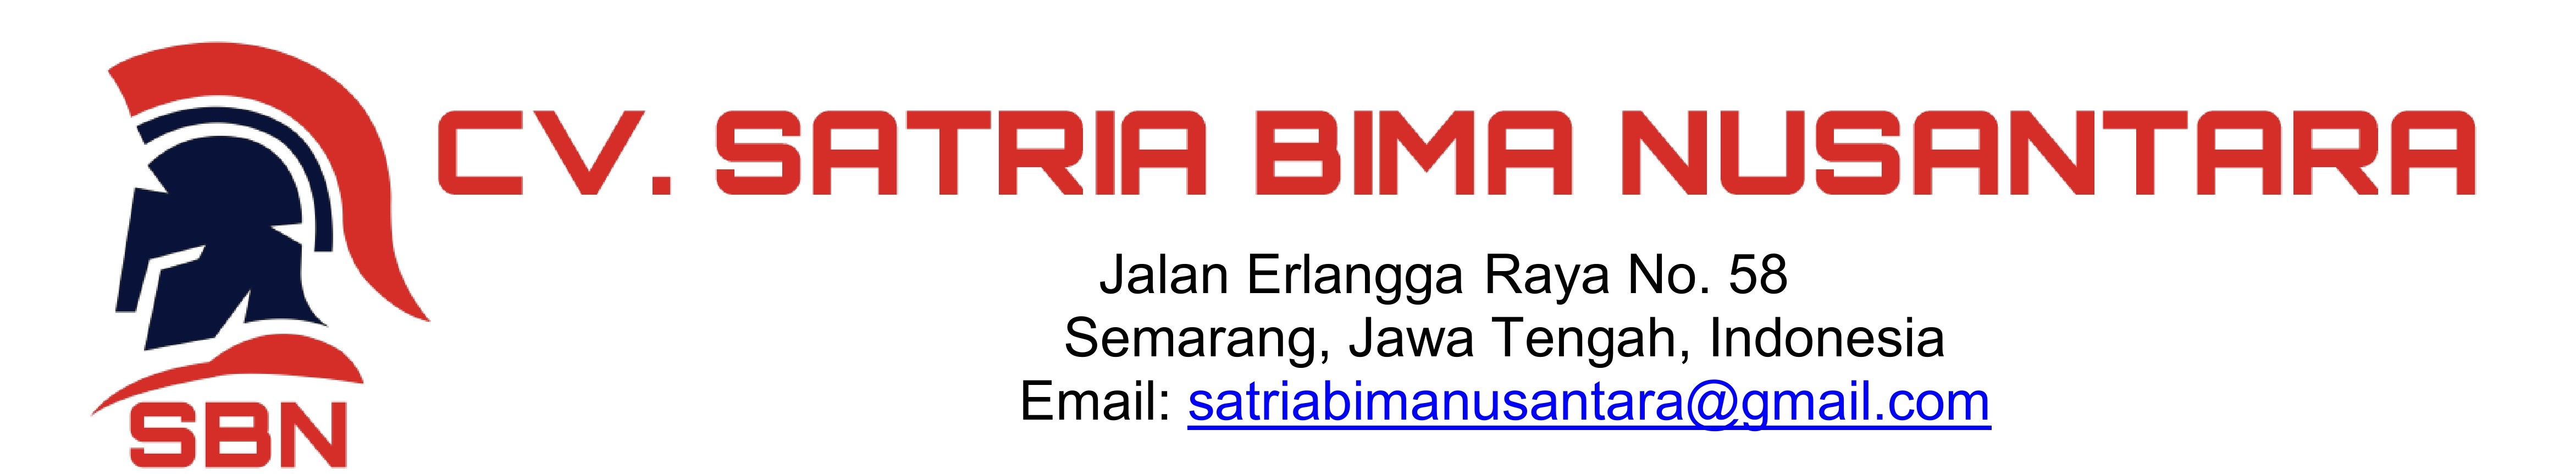 CV. SATRIA BIMA NUSANTARA
Jalan Erlangga Raya No. 58
Semarang, Jawa Tengah, Indonesia
Email: satriabimanusantara@gmail.com
SBN